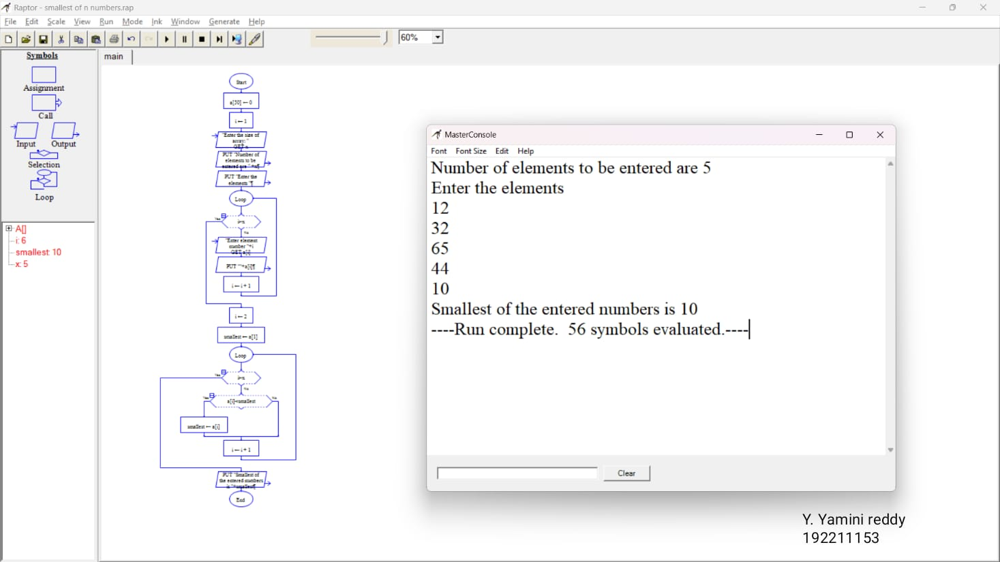 Raptor - smallest of n numbers.rap
File Edit Scale View Run Mode Ink Window Generate Help
60%
Symbols
Assignment
Call
Input Output
Selection
Loop
A[]
i: 6
smallest: 10
x: 5
main
Start
a[50] ← 0
i ← 1
"Enter the size of
array: "
PUT "Number of
elements to be
PUT "Enter the
elements "¶
Loop
Yes
No
"Enter element
number "+i
GET a[i]
PUT ""+a[i]¶
i ← i + 1
i ← 2
smallest ← a[1]
Loop
Yes
No
Yes a[i]<smallest No
smallest ← a[i]
i ← i + 1
PUT "Smallest of
the entered numbers
is "+smallest¶
End
MasterConsole
Font Font Size Edit Help
Number of elements to be entered are 5
Enter the elements
12
32
65
44
10
Smallest of the entered numbers is 10
----Run complete.  56 symbols evaluated.----
Clear
Y. Yamini reddy
192211153